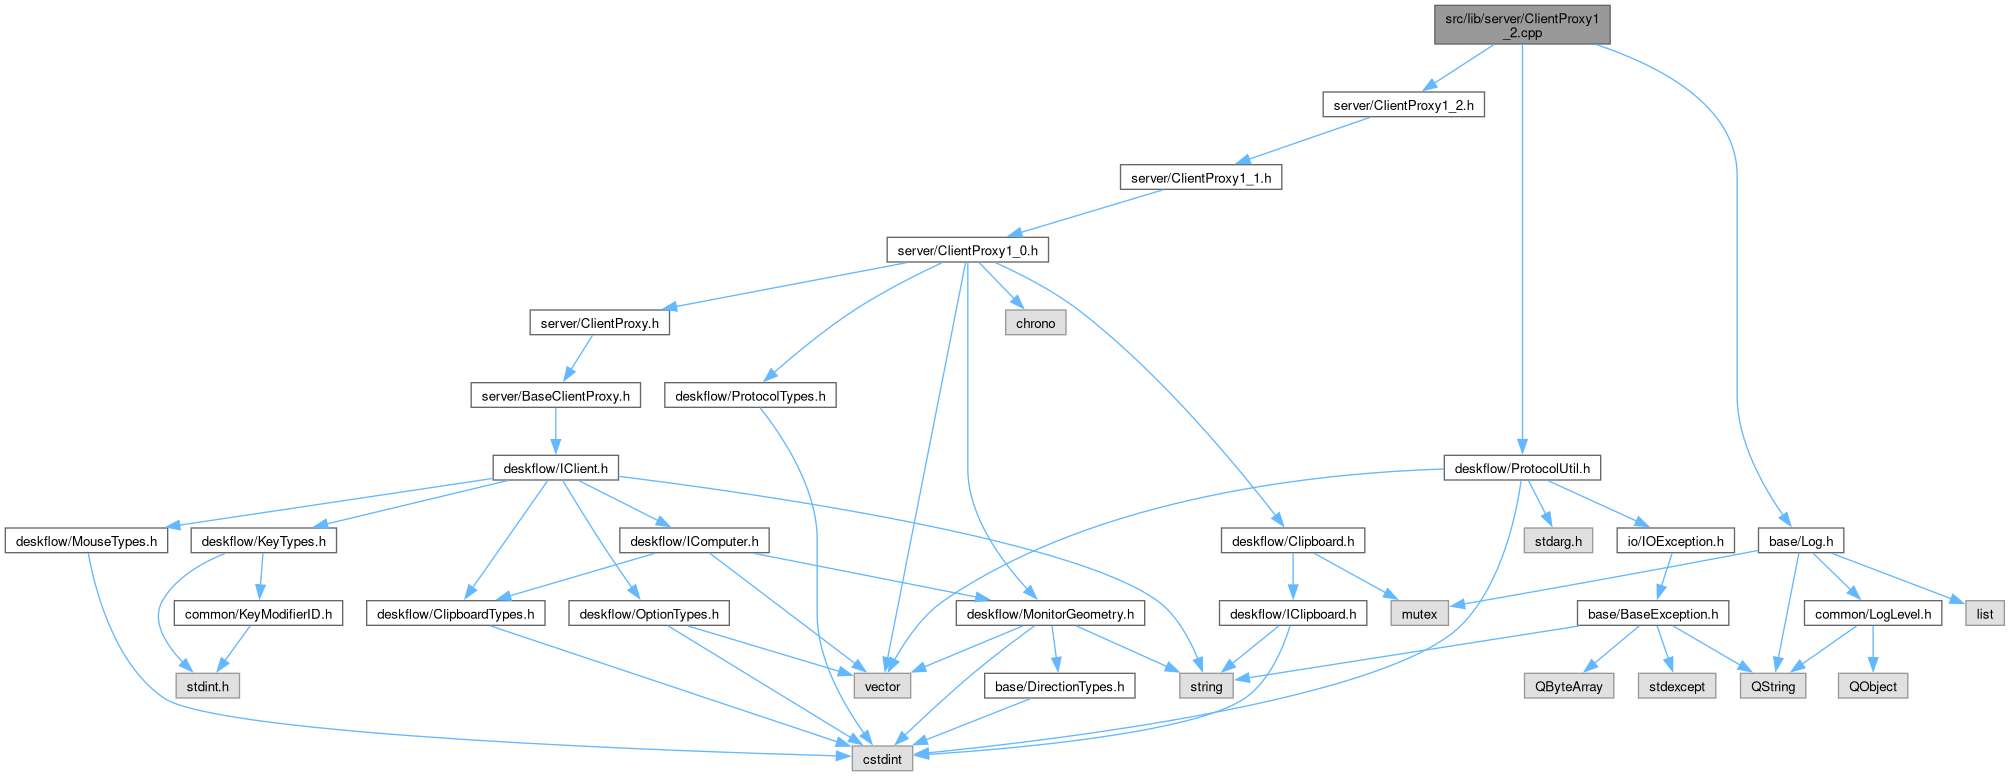 src/lib/server/ClientProxy1
_2.cpp
server/ClientProxy1_2.h
server/ClientProxy1_1.h
server/ClientProxy1_0.h
server/ClientProxy.h
chrono
server/BaseClientProxy.h
deskflow/ProtocolTypes.h
deskflow/IClient.h
deskflow/ProtocolUtil.h
deskflow/MouseTypes.h
deskflow/KeyTypes.h
deskflow/IComputer.h
deskflow/Clipboard.h
stdarg.h
io/IOException.h
base/Log.h
common/KeyModifierID.h
deskflow/ClipboardTypes.h
deskflow/OptionTypes.h
deskflow/MonitorGeometry.h
deskflow/IClipboard.h
mutex
base/BaseException.h
common/LogLevel.h
list
stdint.h
vector
base/DirectionTypes.h
string
QByteArray
stdexcept
QString
QObject
cstdint